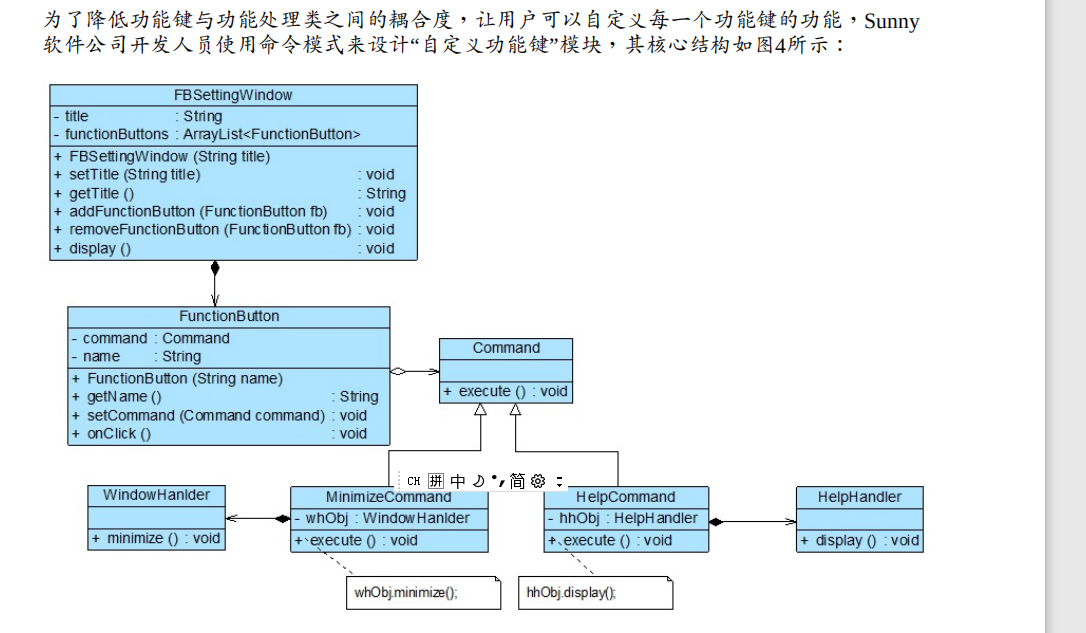 为了降低功能键与功能处理类之间的耦合度，让用户可以自定义每一个功能键的功能，Sunny
软件公司开发人员使用命令模式来设计“自定义功能键”模块，其核心结构如图4所示：
FBSettingWindow
- title : String
- functionButtons : ArrayList<FunctionButton>
+ FBSettingWindow (String title)
+ setTitle (String title) : void
+ getTitle () : String
+ addFunctionButton (FunctionButton fb) : void
+ removeFunctionButton (FunctionButton fb) : void
+ display () : void
FunctionButton
- command : Command
- name : String
+ FunctionButton (String name)
+ getName () : String
+ setCommand (Command command) : void
+ onClick () : void
Command
+ execute () : void
CH 拼 中 简
WindowHanlder
+ minimize () : void
MinimizeCommand
- whObj : WindowHanlder
+ execute () : void
HelpCommand
- hhObj : HelpHandler
+ execute () : void
HelpHandler
+ display () : void
whObj.minimize();
hhObj.display();